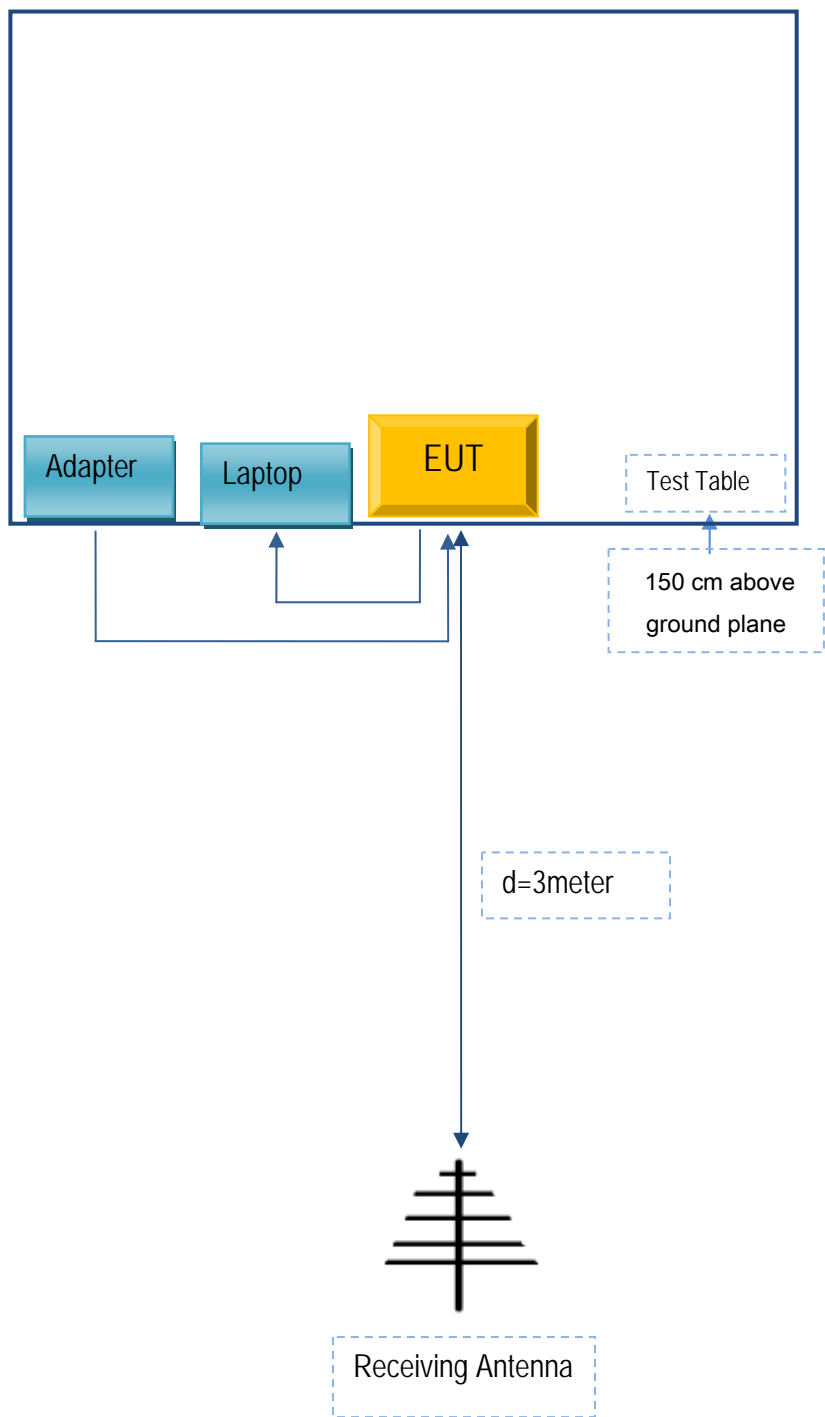 Adapter
Laptop
EUT
Test Table
150 cm above
ground plane
d=3meter
Receiving Antenna